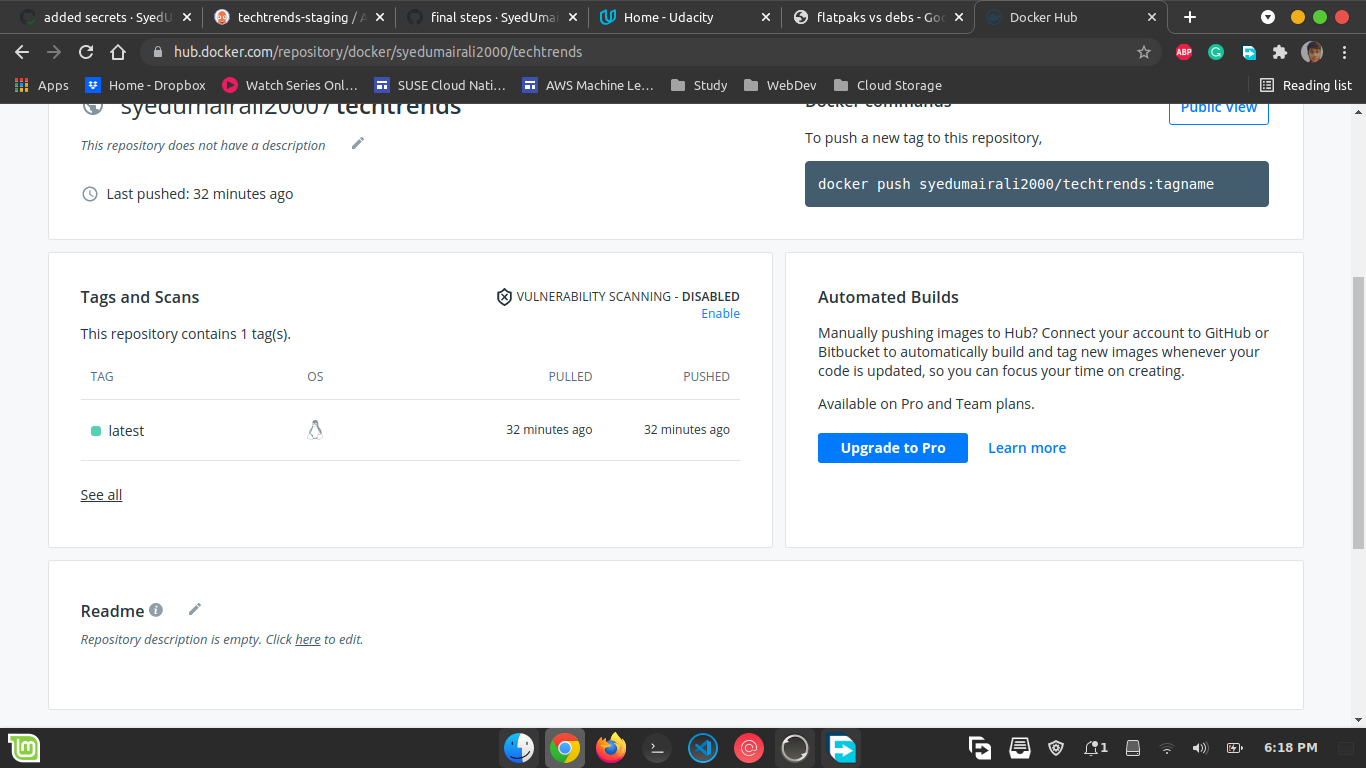 added secrets · SyedU
techtrends-staging / A
final steps · SyedUmai
Home - Udacity
flatpaks vs debs - Goo
Docker Hub
hub.docker.com/repository/docker/syedumairali2000/techtrends
ABP
Apps
Home - Dropbox
Watch Series Onl...
SUSE Cloud Nati...
AWS Machine Le...
Study
WebDev
Cloud Storage
Reading list
syedumairali2000 / techtrends
This repository does not have a description
Last pushed: 32 minutes ago
Docker commands
Public View
To push a new tag to this repository,
docker push syedumairali2000/techtrends:tagname
Tags and Scans
VULNERABILITY SCANNING - DISABLED
Enable
This repository contains 1 tag(s).
TAG OS PULLED PUSHED
latest 32 minutes ago 32 minutes ago
See all
Automated Builds
Manually pushing images to Hub? Connect your account to GitHub or
Bitbucket to automatically build and tag new images whenever your
code is updated, so you can focus your time on creating.
Available on Pro and Team plans.
Upgrade to Pro
Learn more
Readme
Repository description is empty. Click here to edit.
1
6:18 PM